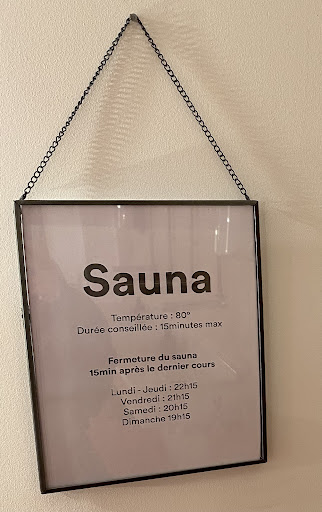 Sauna
Température : 80°
Durée conseillée : 15minutes max
Fermeture du sauna
15min après le dernier cours
Lundi - Jeudi : 22h15
Vendredi : 21h15
Samedi : 20h15
Dimanche 19h15